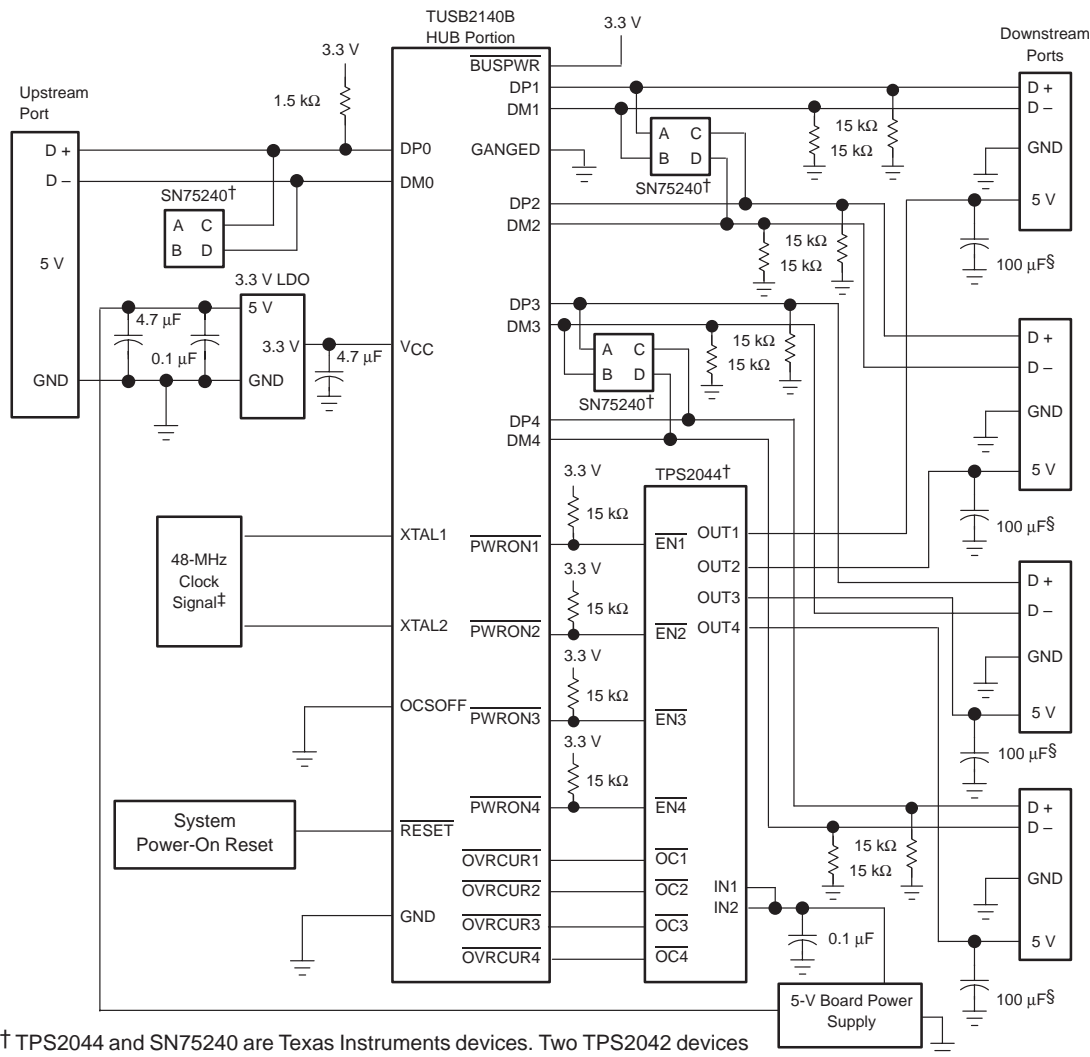 TUSB2140B
HUB Portion
3.3 V
Downstream
Ports
3.3 V
BUSPWR
DP1
DM1
GANGED
D +
D –
GND
5 V
Upstream
Port
1.5 kΩ
A C
B D
SN75240†
15 kΩ
15 kΩ
D +
D –
DP0
DM0
SN75240†
A C
B D
DP2
DM2
15 kΩ
15 kΩ
100 µF§
5 V
3.3 V LDO
5 V
3.3 V
GND
4.7 µF
0.1 µF
4.7 µF
VCC
GND
DP3
DM3
A C
B D
SN75240†
15 kΩ
15 kΩ
D +
D –
GND
5 V
DP4
DM4
100 µF§
TPS2044†
48-MHz
Clock
Signal‡
XTAL1
XTAL2
3.3 V
15 kΩ
PWRON1
EN1
OUT1
OUT2
OUT3
OUT4
3.3 V
15 kΩ
PWRON2
EN2
D +
D –
GND
5 V
OCSOFF
3.3 V
15 kΩ
PWRON3
EN3
100 µF§
3.3 V
15 kΩ
PWRON4
EN4
System
Power-On Reset
RESET
D +
D –
GND
5 V
15 kΩ
15 kΩ
OVRCUR1
OC1
OVRCUR2
OC2
IN1
IN2
GND
OVRCUR3
OC3
0.1 µF
OVRCUR4
OC4
100 µF§
5-V Board Power
Supply
† TPS2044 and SN75240 are Texas Instruments devices. Two TPS2042 devices